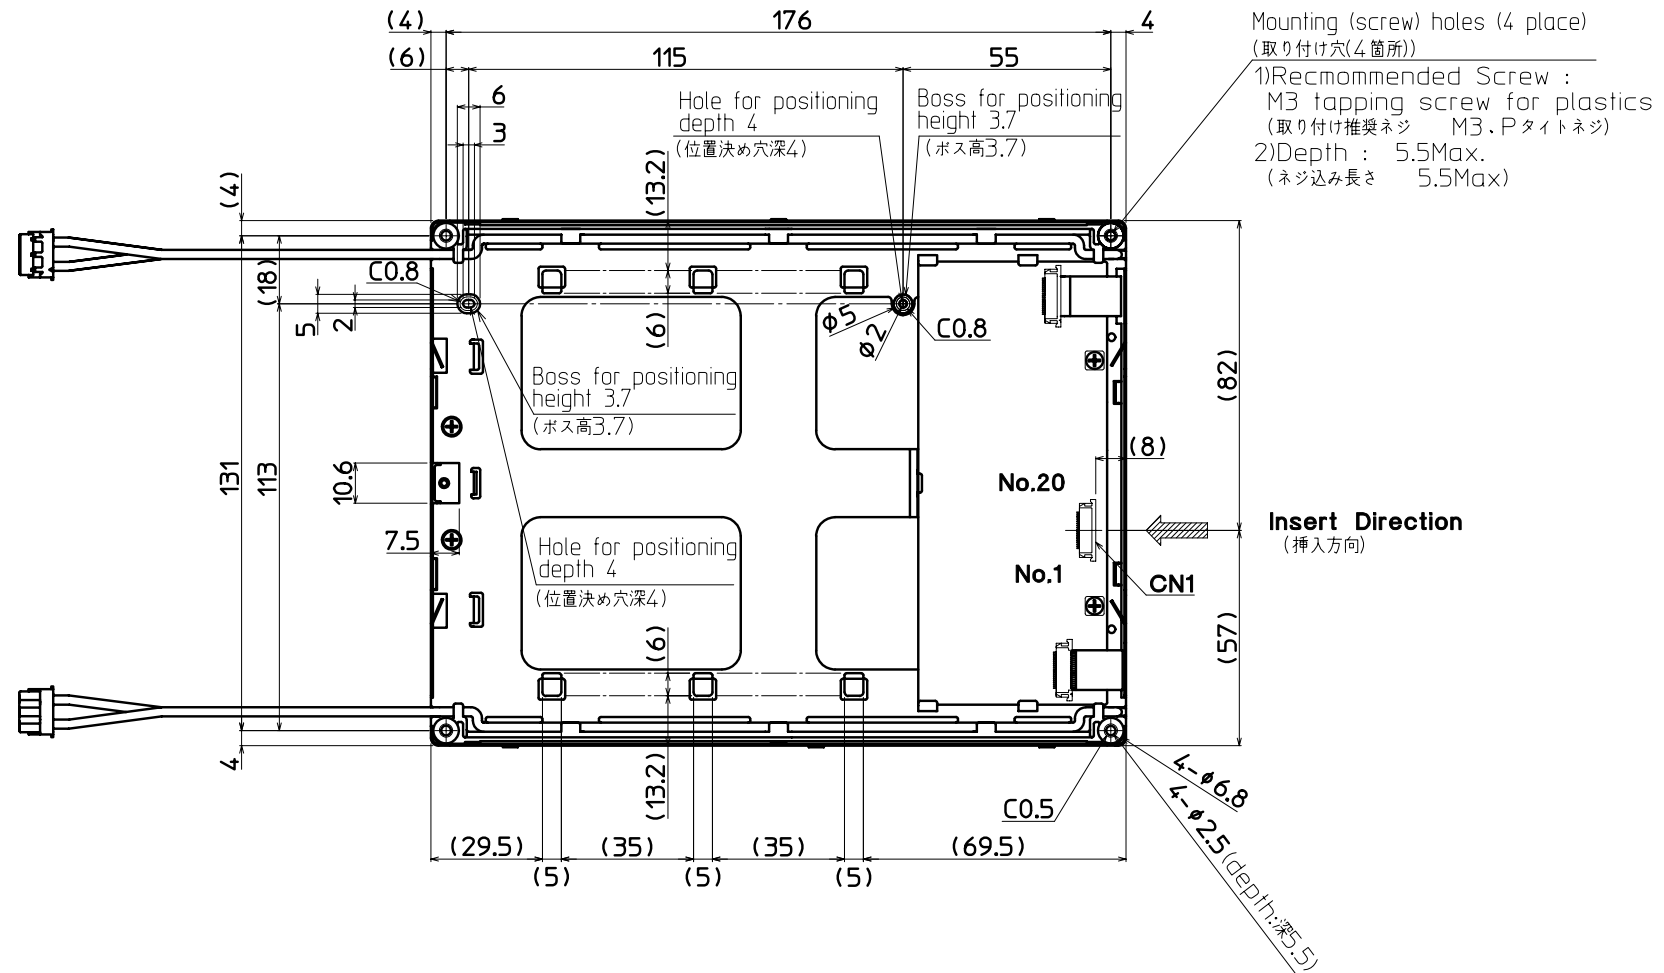 (4)
176
4
(6)
115
55
Mounting (screw) holes (4 place)
(取り付け穴(4箇所))
1)Recmommended Screw :
M3 tapping screw for plastics
(取り付け推奨ネジ M3.Pタイトネジ)
2)Depth : 5.5Max.
(ネジ込み長さ 5.5Max)
6
3
Hole for positioning
depth 4
(位置決め穴深4)
Boss for positioning
height 3.7
(ボス高3.7)
(4)
(13.2)
C0.8
(18)
5
2
(6)
φ5
φ2
C0.8
Boss for positioning
height 3.7
(ボス高3.7)
(82)
(8)
131
113
10.6
7.5
No.20
Insert Direction
(挿入方向)
No.1
CN1
Hole for positioning
depth 4
(位置決め穴深4)
(6)
(57)
4
(13.2)
C0.5
4-φ6.8
4-φ2.5(depth:深5.5)
(29.5)
(35)
(35)
(69.5)
(5)
(5)
(5)